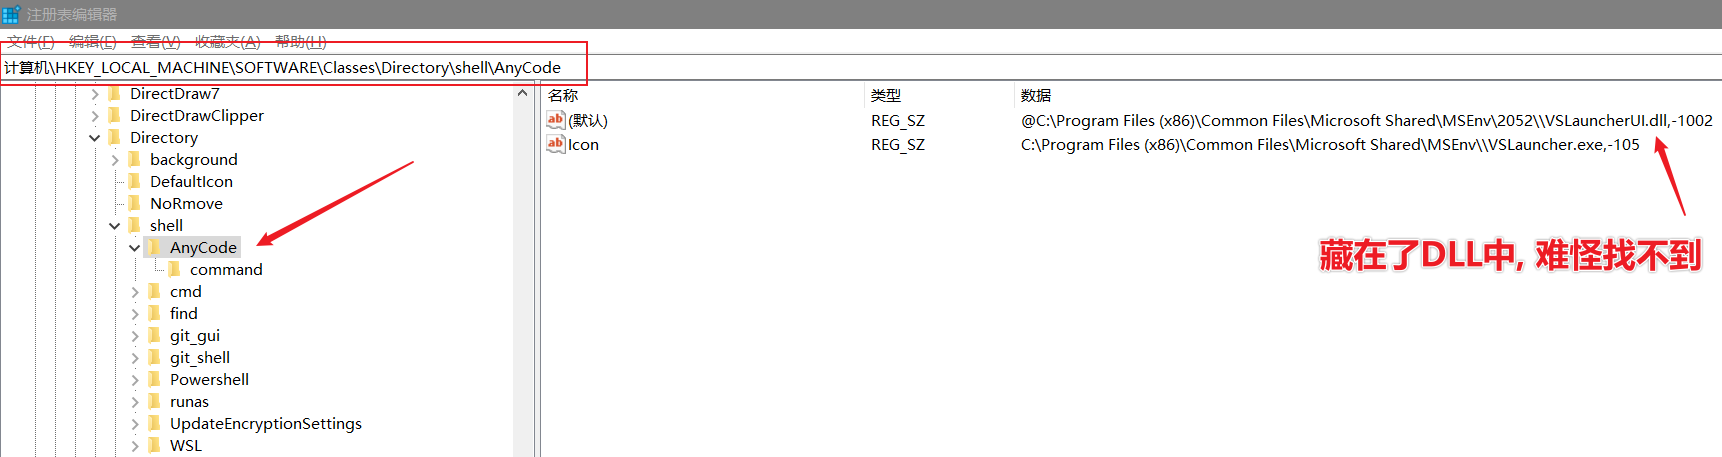 注册表编辑器
文件(F) 编辑(E) 查看(V) 收藏夹(A) 帮助(H)
计算机\HKEY_LOCAL_MACHINE\SOFTWARE\Classes\Directory\shell\AnyCode
DirectDraw7
DirectDrawClipper
Directory
background
DefaultIcon
NoRmove
shell
AnyCode
command
cmd
find
git_gui
git_shell
Powershell
runas
UpdateEncryptionSettings
WSL
名称 类型 数据
ab (默认) REG_SZ @C:\Program Files (x86)\Common Files\Microsoft Shared\MSEnv\2052\\VSLauncherUI.dll,-1002
ab Icon REG_SZ C:\Program Files (x86)\Common Files\Microsoft Shared\MSEnv\\VSLauncher.exe,-105
藏在了DLL中, 难怪找不到